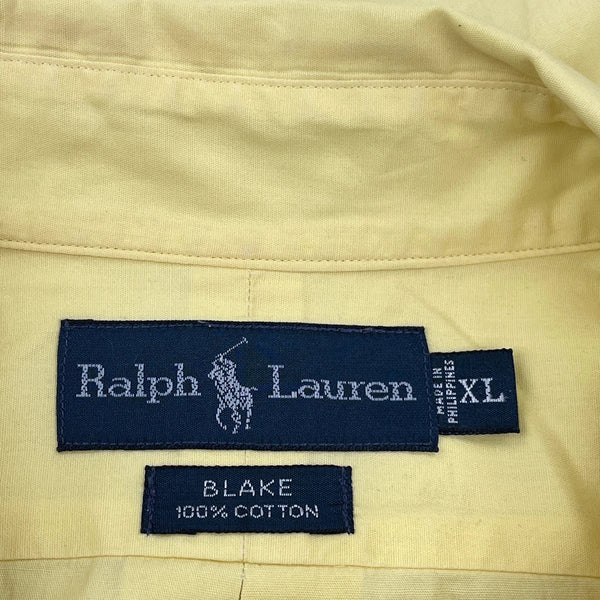 Ralph Lauren
MADE IN
PHILIPPINES
XL
BLAKE
100% COTTON